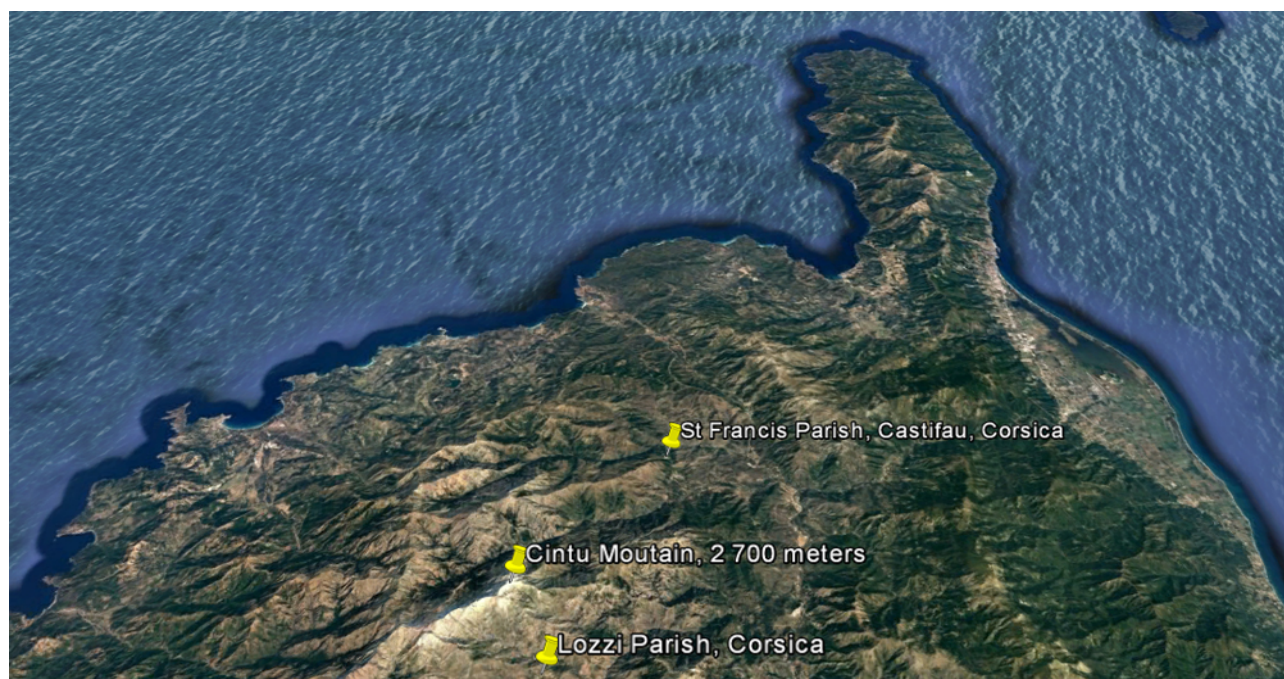 St Francis Parish, Castifau, Corsica
Cintu Moutain, 2 700 meters
Lozzi Parish, Corsica